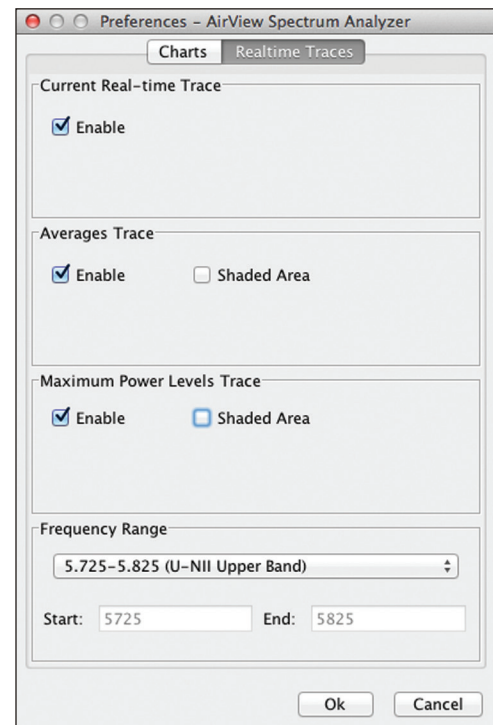 Preferences – AirView Spectrum Analyzer
Charts Realtime Traces
Current Real-time Trace
Enable
Averages Trace
Enable Shaded Area
Maximum Power Levels Trace
Enable Shaded Area
Frequency Range
5.725-5.825 (U-NII Upper Band)
Start: 5725 End: 5825
Ok Cancel